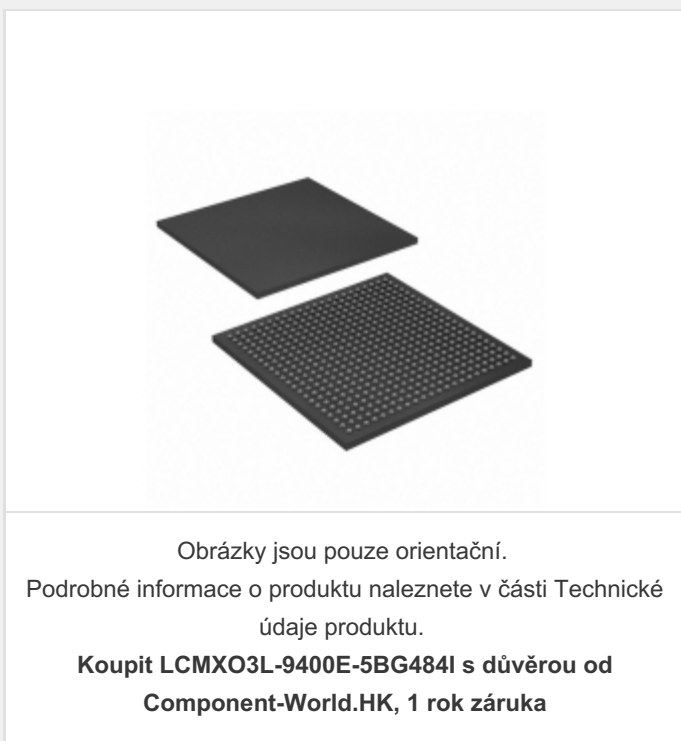 Obrázky jsou pouze orientační.
Podrobné informace o produktu naleznete v části Technické
údaje produktu.
Koupit LCMXO3L-9400E-5BG484I s důvěrou od
Component-World.HK, 1 rok záruka